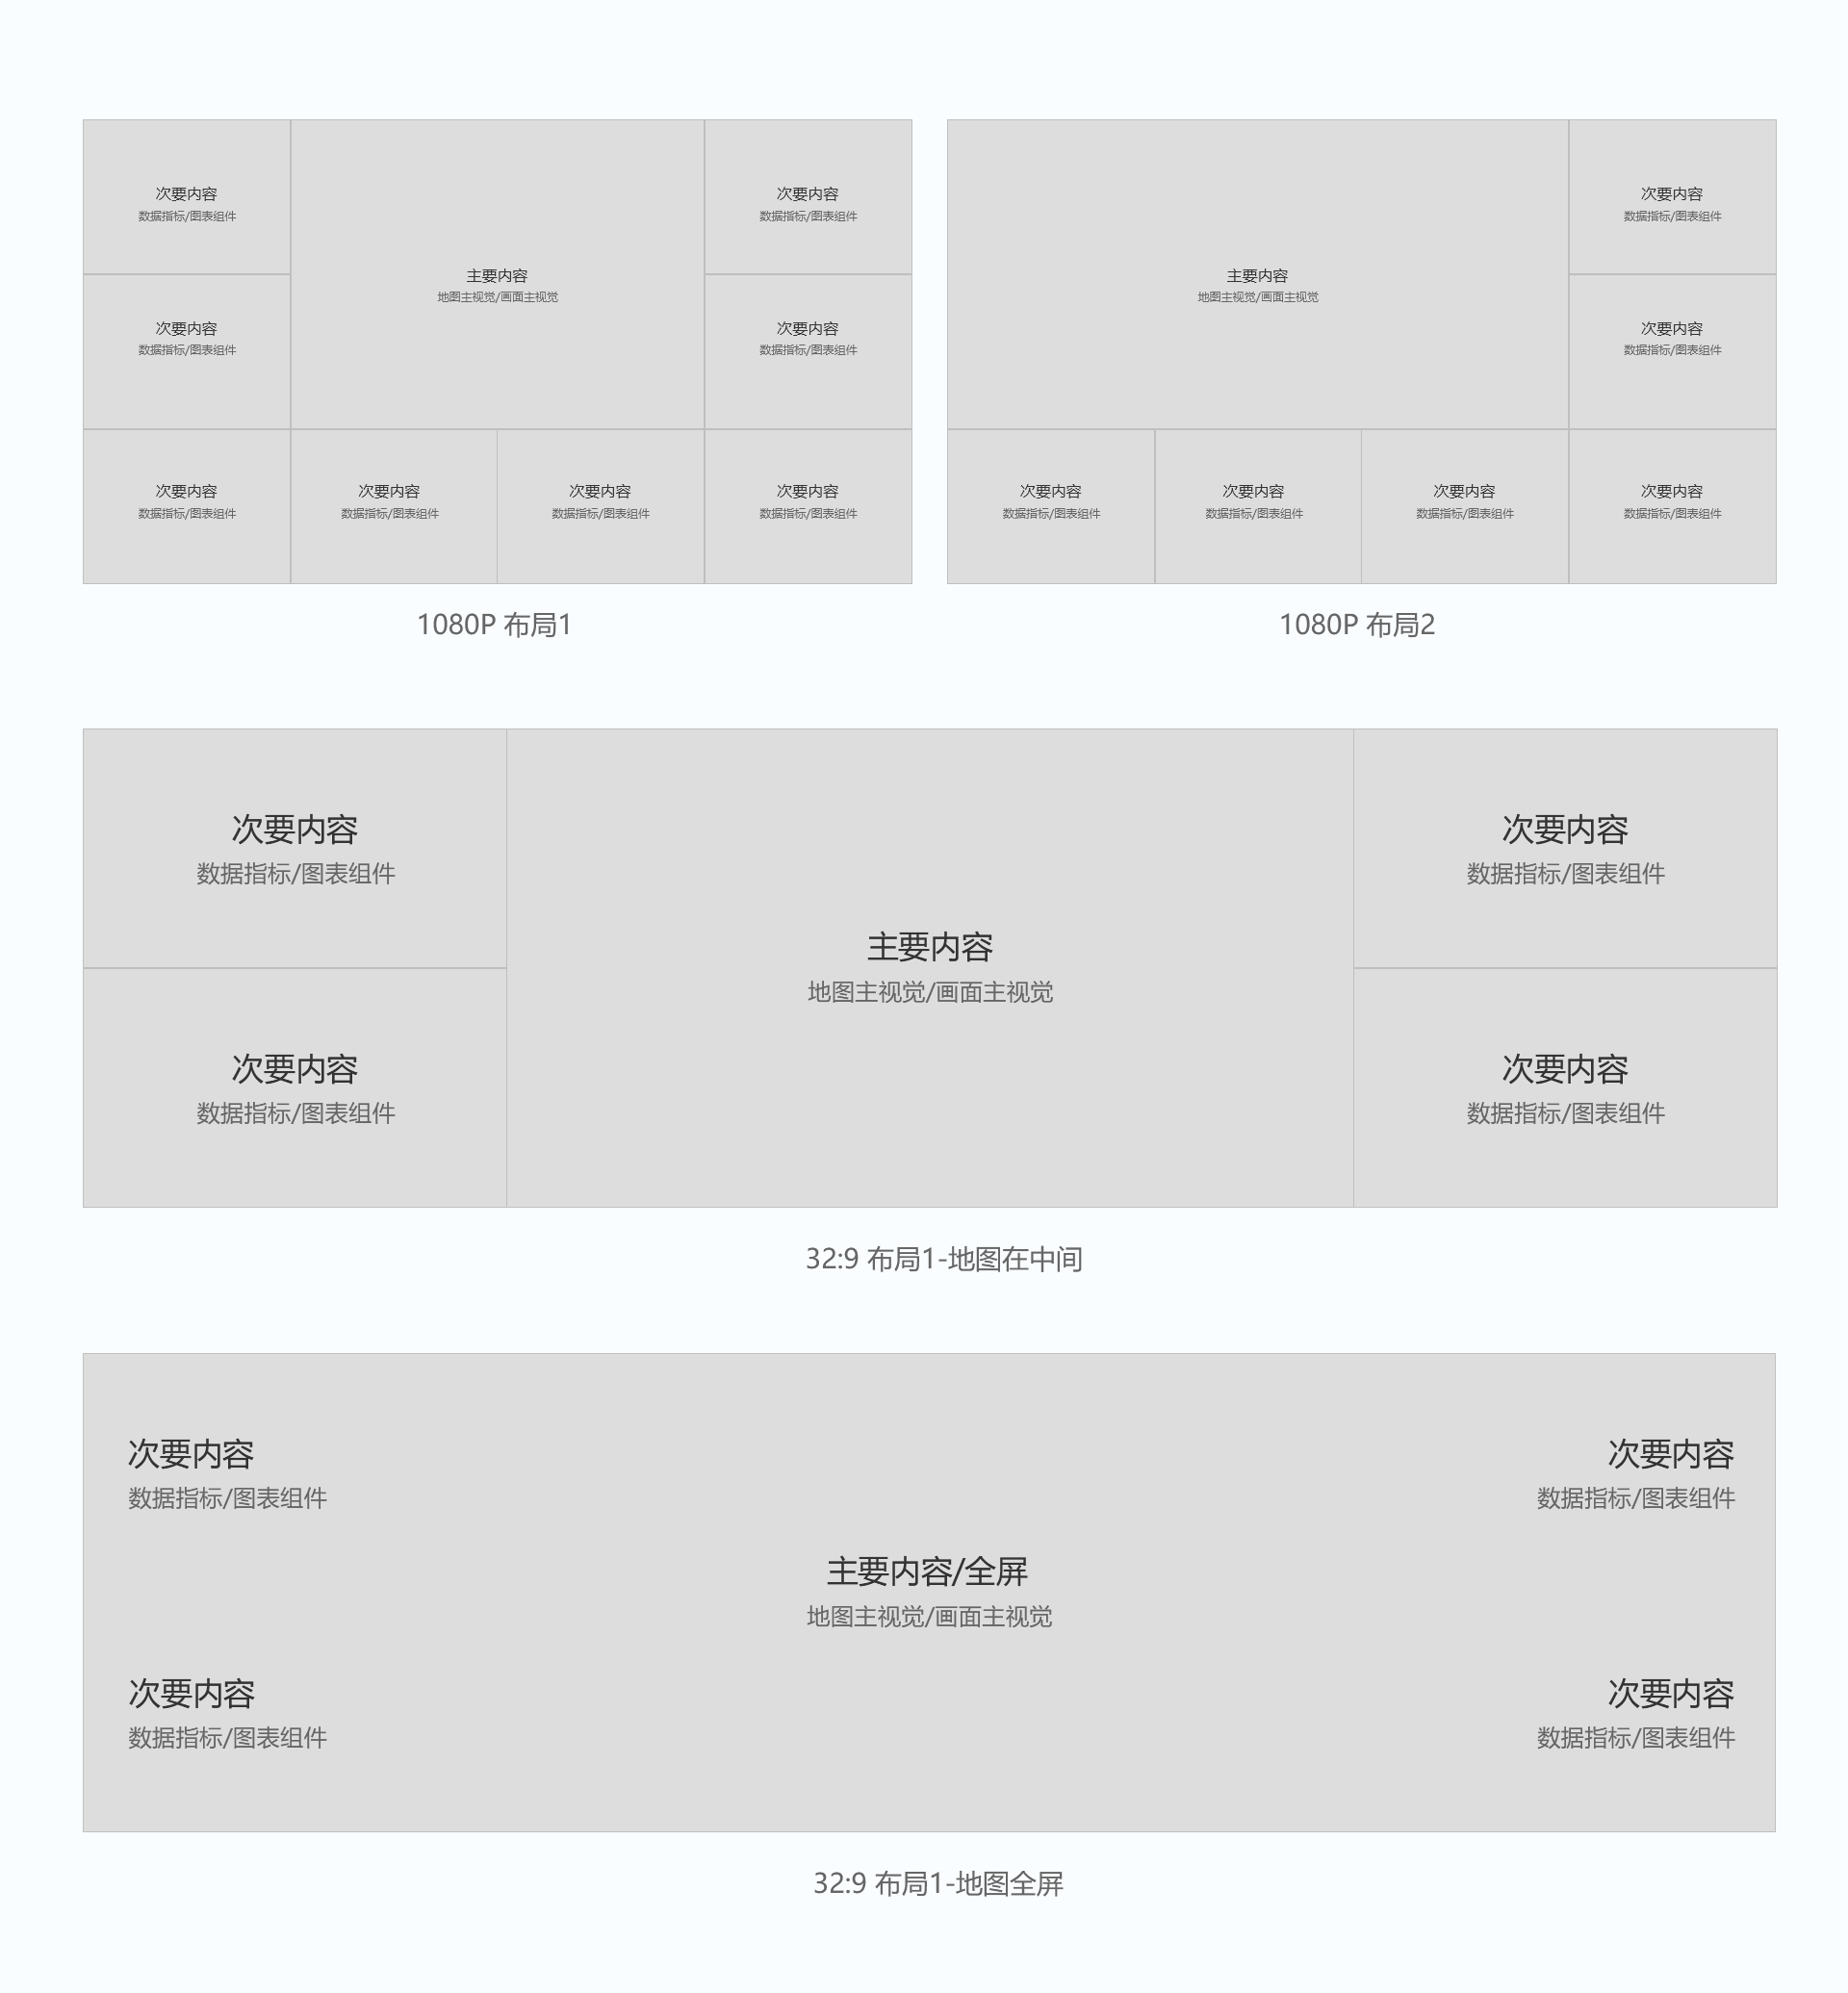 次要内容
数据指标/图表组件
次要内容
数据指标/图表组件
主要内容
地图主视觉/画面主视觉
次要内容
数据指标/图表组件
次要内容
数据指标/图表组件
次要内容
数据指标/图表组件
次要内容
数据指标/图表组件
次要内容
数据指标/图表组件
次要内容
数据指标/图表组件
1080P 布局1
主要内容
地图主视觉/画面主视觉
次要内容
数据指标/图表组件
次要内容
数据指标/图表组件
次要内容
数据指标/图表组件
次要内容
数据指标/图表组件
次要内容
数据指标/图表组件
次要内容
数据指标/图表组件
1080P 布局2
次要内容
数据指标/图表组件
次要内容
数据指标/图表组件
主要内容
地图主视觉/画面主视觉
次要内容
数据指标/图表组件
次要内容
数据指标/图表组件
32:9 布局1-地图在中间
次要内容
数据指标/图表组件
次要内容
数据指标/图表组件
主要内容/全屏
地图主视觉/画面主视觉
次要内容
数据指标/图表组件
次要内容
数据指标/图表组件
32:9 布局1-地图全屏